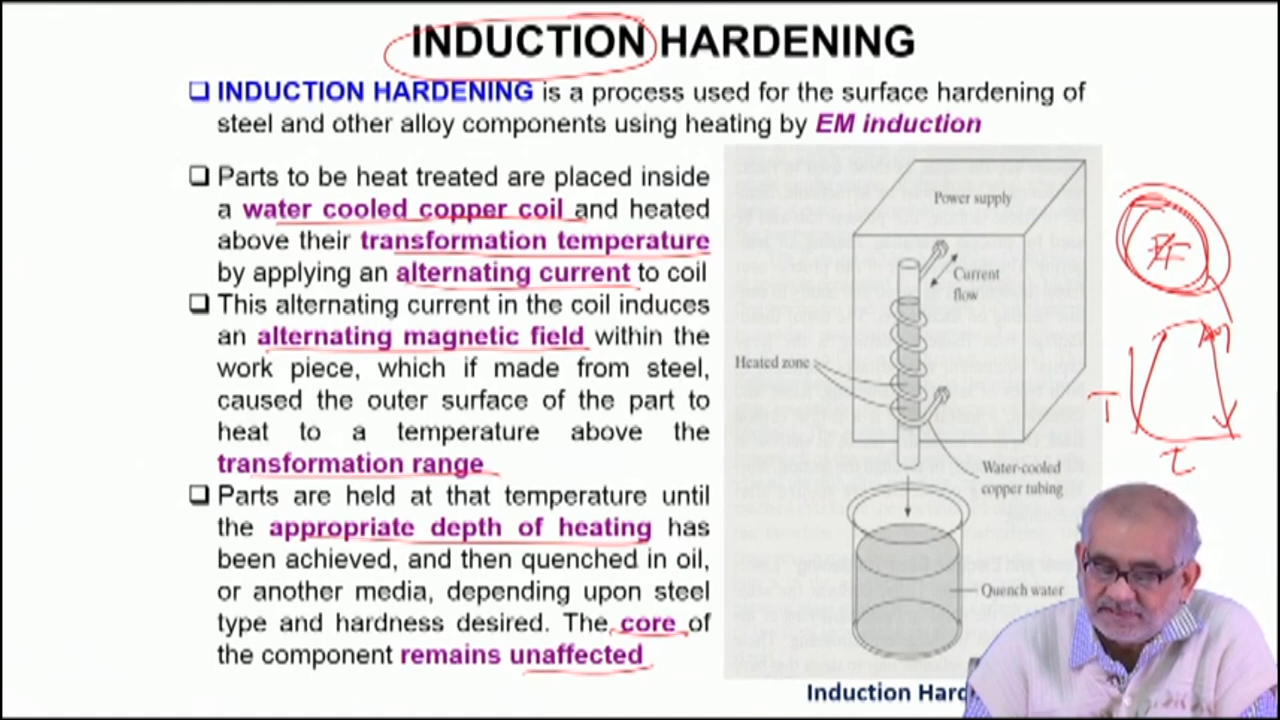 INDUCTION HARDENING
❑ INDUCTION HARDENING is a process used for the surface hardening of
steel and other alloy components using heating by EM induction
❑ Parts to be heat treated are placed inside
a water cooled copper coil and heated
above their transformation temperature
by applying an alternating current to coil
❑ This alternating current in the coil induces
an alternating magnetic field within the
work piece, which if made from steel,
caused the outer surface of the part to
heat to a temperature above the
transformation range
❑ Parts are held at that temperature until
the appropriate depth of heating has
been achieved, and then quenched in oil,
or another media, depending upon steel
type and hardness desired. The core of
the component remains unaffected
Power supply
Current
flow
Heated zone
Water-cooled
copper tubing
Quench water
Induction
T
t